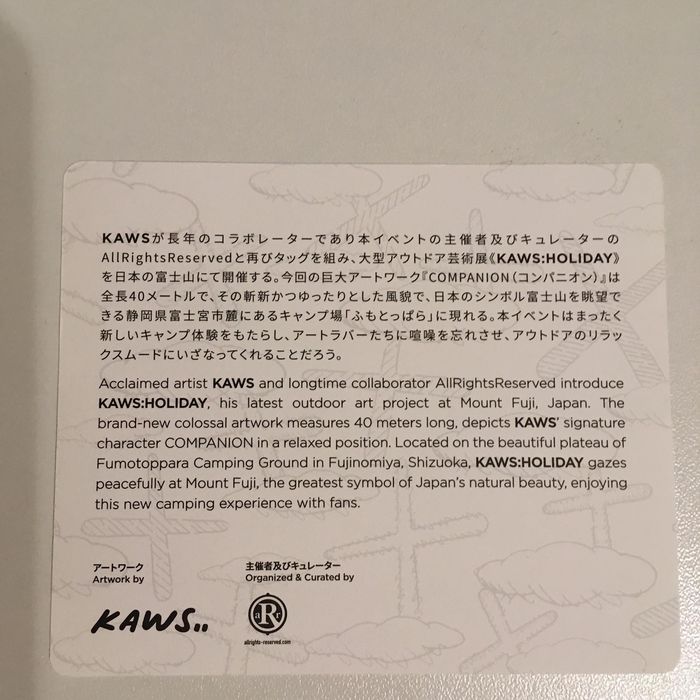 KAWSが長年のコラボレーターであり本イベントの主催者及びキュレーターの
AllRightsReservedと再びタッグを組み、大型アウトドア芸術展《KAWS:HOLIDAY》
を日本の富士山にて開催する。今回の巨大アートワーク『COMPANION（コンパニオン）』は
全長40メートルで、その斬新かつゆったりとした風貌で、日本のシンボル富士山を眺望で
きる静岡県富士宮市麓にあるキャンプ場「ふもとっぱら」に現れる。本イベントはまったく
新しいキャンプ体験をもたらし、アートラバーたちに喧噪を忘れさせ、アウトドアのリラッ
クスムードにいざなってくれることだろう。
Acclaimed artist KAWS and longtime collaborator AllRightsReserved introduce
KAWS:HOLIDAY, his latest outdoor art project at Mount Fuji, Japan. The
brand-new colossal artwork measures 40 meters long, depicts KAWS' signature
character COMPANION in a relaxed position. Located on the beautiful plateau of
Fumotoppara Camping Ground in Fujinomiya, Shizuoka, KAWS:HOLIDAY gazes
peacefully at Mount Fuji, the greatest symbol of Japan's natural beauty, enjoying
this new camping experience with fans.
アートワーク
Artwork by
KAWS..
主催者及びキュレーター
Organized & Curated by
aRr
allrights-reserved.com